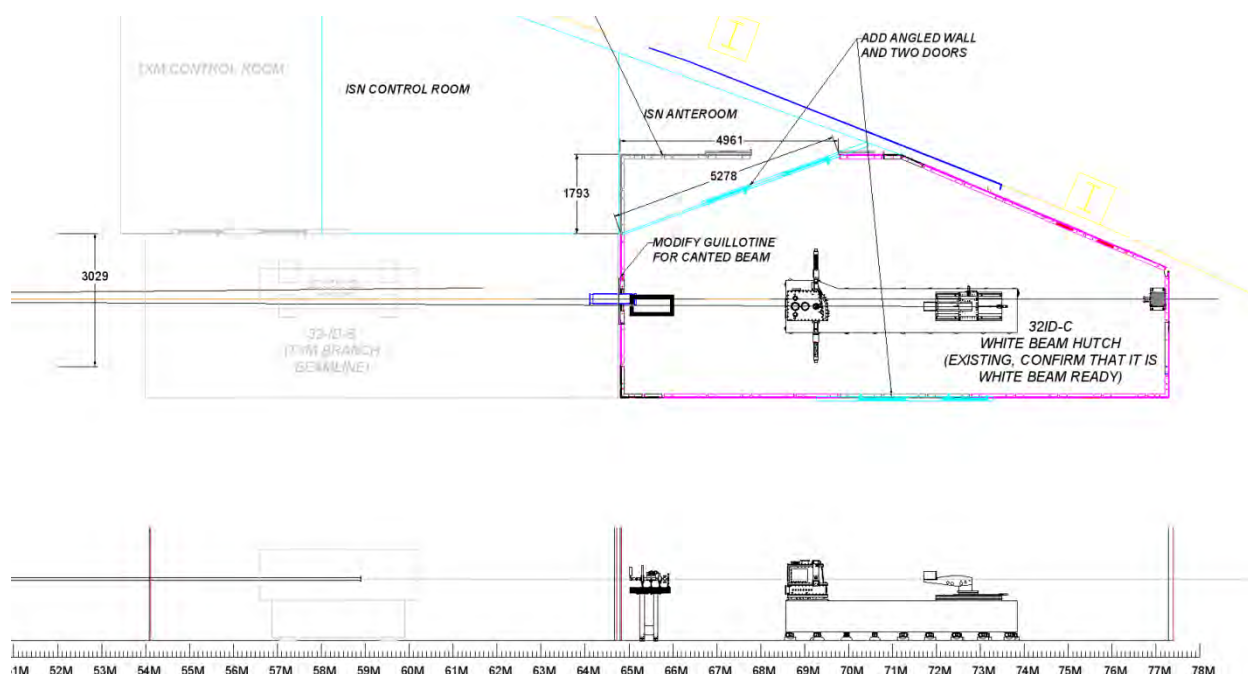 TXM CONTROL ROOM
ISN CONTROL ROOM
ADD ANGLED WALL
AND TWO DOORS
ISN ANTEROOM
4961
5278
1793
MODIFY GUILLOTINE
FOR CANTED BEAM
3029
BRANCH
BEAMLINE)
32ID-C
WHITE BEAM HUTCH
(EXISTING, CONFIRM THAT IT IS
WHITE BEAM READY)
52M 53M 54M 55M 56M 57M 58M 59M 60M 61M 62M 63M 64M 65M 66M 67M 68M 69M 70M 71M 72M 73M 74M 75M 76M 77M 78M